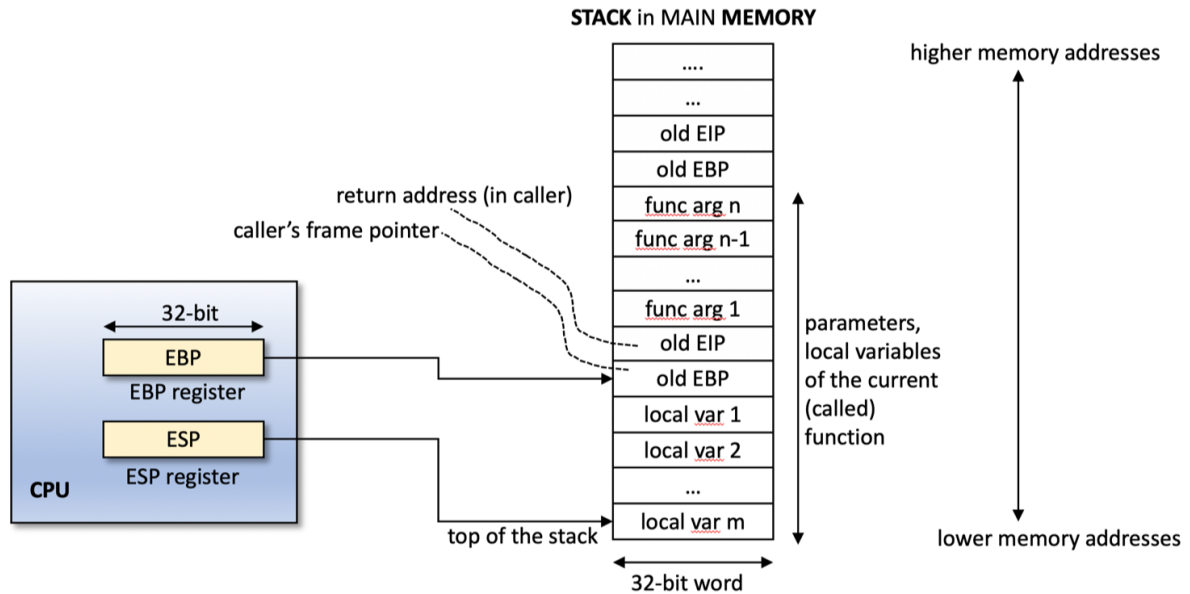 STACK in MAIN MEMORY
higher memory addresses
....
...
old EIP
old EBP
func arg n
func arg n-1
...
func arg 1
old EIP
old EBP
local var 1
local var 2
...
local var m
return address (in caller)
caller's frame pointer
32-bit
EBP
EBP register
ESP
ESP register
CPU
top of the stack
parameters,
local variables
of the current
(called)
function
lower memory addresses
32-bit word